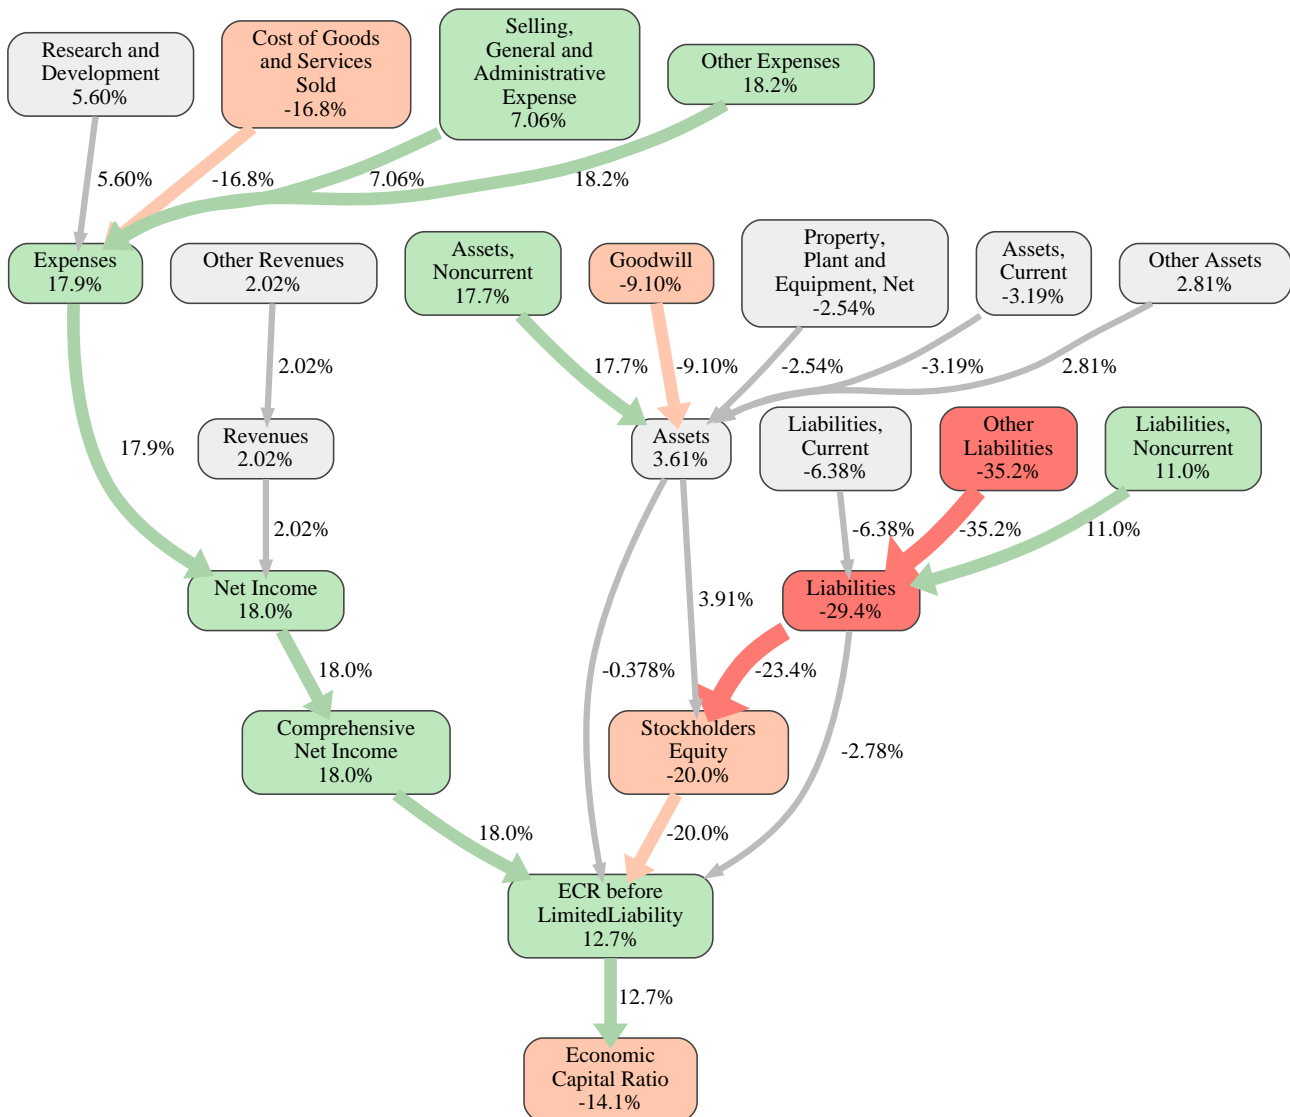 Research and
Development
5.60%
Cost of Goods
and Services
Sold
-16.8%
Selling,
General and
Administrative
Expense
7.06%
Other Expenses
18.2%
5.60%
-16.8%
7.06%
18.2%
Expenses
17.9%
Other Revenues
2.02%
Assets,
Noncurrent
17.7%
Goodwill
-9.10%
Property,
Plant and
Equipment, Net
-2.54%
Assets,
Current
-3.19%
Other Assets
2.81%
2.02%
17.7%
-9.10%
-2.54%
-3.19%
2.81%
17.9%
Revenues
2.02%
Assets
3.61%
Liabilities,
Current
-6.38%
Other
Liabilities
-35.2%
Liabilities,
Noncurrent
11.0%
2.02%
-6.38%
-35.2%
11.0%
Net Income
18.0%
3.91%
Liabilities
-29.4%
18.0%
-0.378%
-23.4%
Comprehensive
Net Income
18.0%
Stockholders
Equity
-20.0%
-2.78%
18.0%
-20.0%
ECR before
LimitedLiability
12.7%
12.7%
Economic
Capital Ratio
-14.1%